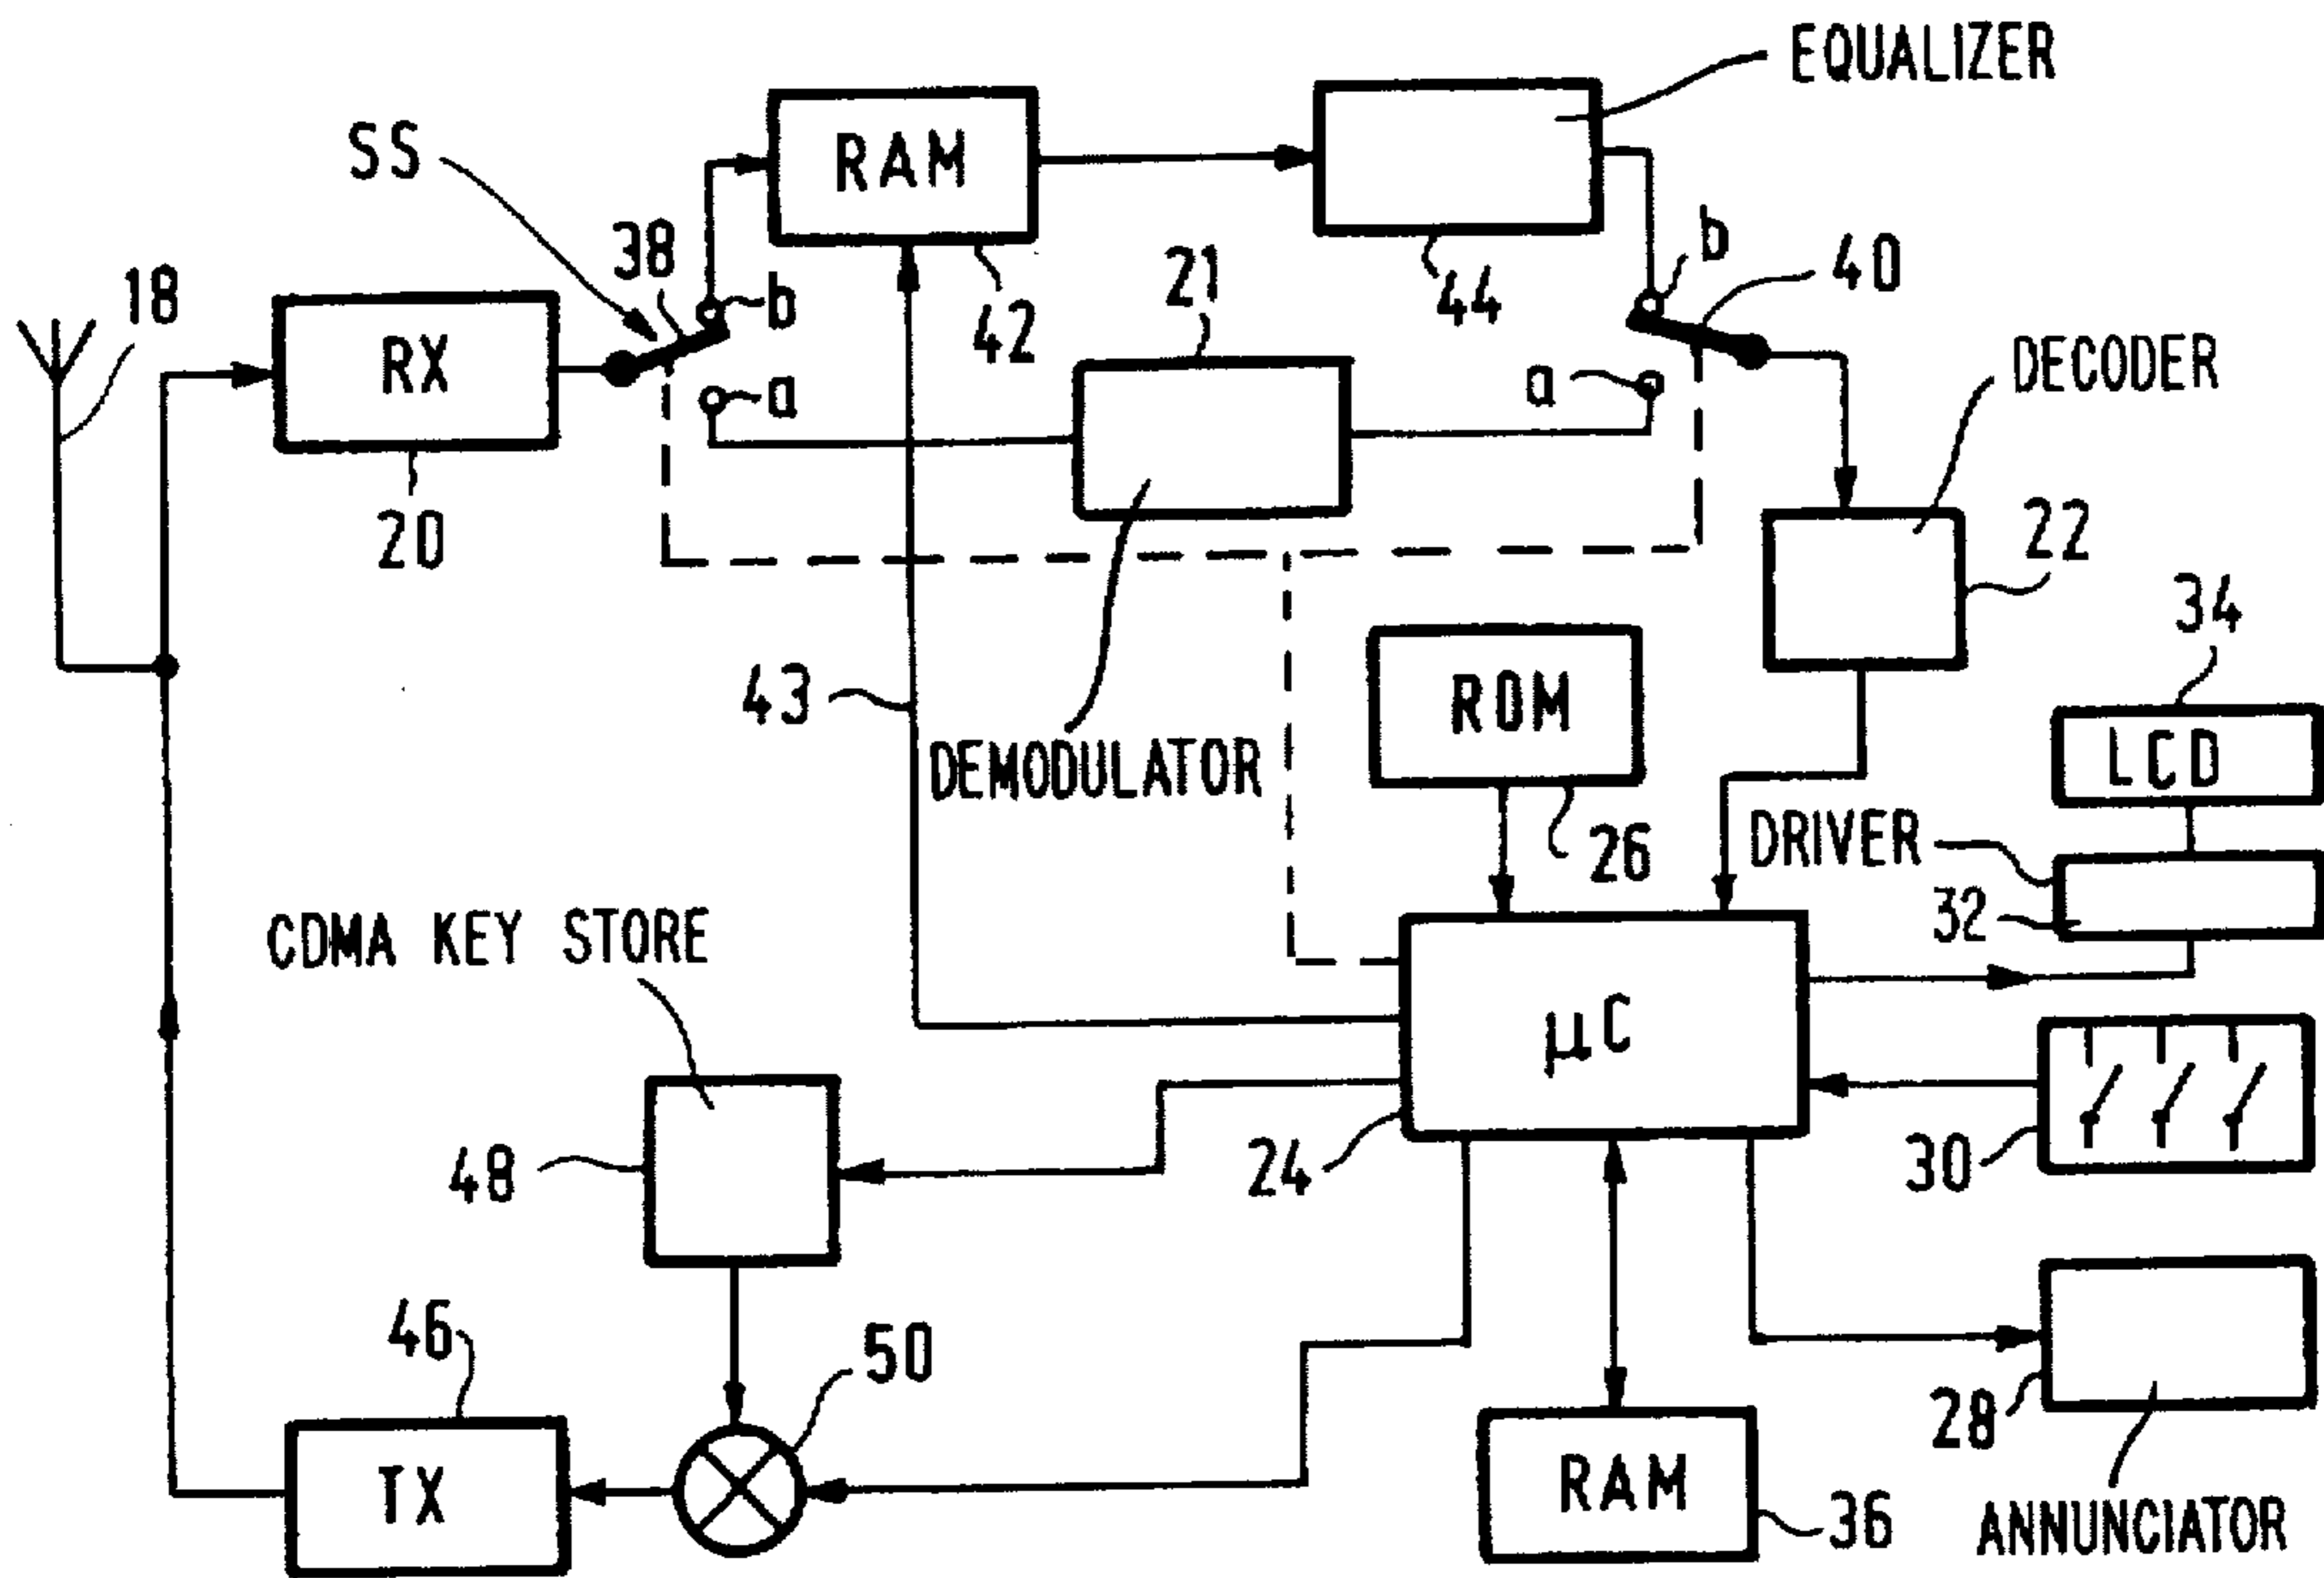 EQUALIZER
SS
RAM
38
b
18
RX
a
42
21
44
b
40
a
DECODER
20
22
34
43
ROM
LCD
DEMODULATOR
26
DRIVER
32
CDMA KEY STORE
μC
48
24
30
46
50
28
TX
RAM
36
ANNUNCIATOR